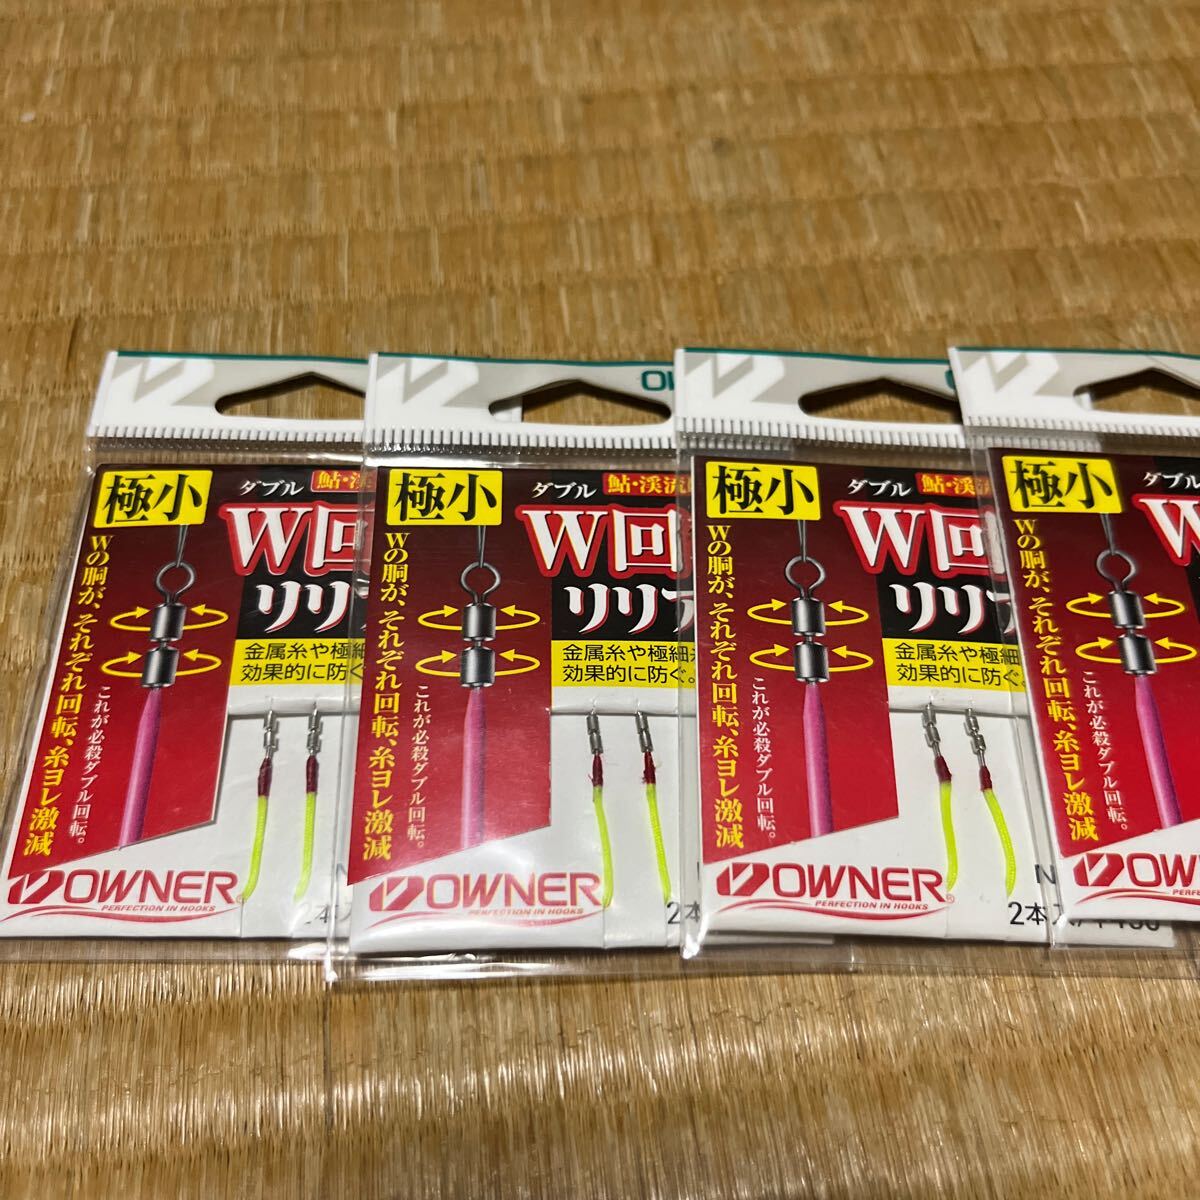 極小
ダブル
鮎・渓
W回
リリ
Wの胴が、それぞれ回転、糸ヨレ激減
これが必殺ダブル回転。
金属糸や極細
効果的に防ぐ
OWNER
PERFECTION IN HOOKS
2本
極小
ダブル
鮎・渓流
W回
リリア
Wの胴が、それぞれ回転、糸ヨレ激減
これが必殺ダブル回転。
金属糸や極細
効果的に防ぐ。
OWNER
PERFECTION IN HOOKS
2本
極小
ダブル
鮎・渓流
W回
リリア
Wの胴が、それぞれ回転、糸ヨレ激減
これが必殺ダブル回転。
金属糸や極細
効果的に防ぐ。
OWNER®
PERFECTION IN HOOKS
2本入
極小
ダブ
W
Wの胴が、それぞれ回転、糸ヨレ激減
これが必殺ダブル回転。
OWNER
PERFECTION IN HOOKS